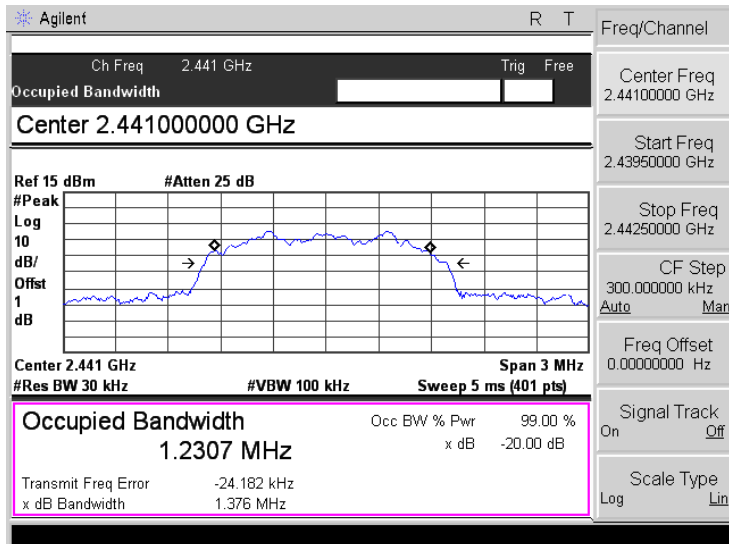 Agilent R T
Ch Freq 2.441 GHz Trig Free
Occupied Bandwidth
Center 2.441000000 GHz
Ref 15 dBm #Atten 25 dB
#Peak
Log
10
dB/
Offst
1
dB
Center 2.441 GHz Span 3 MHz
#Res BW 30 kHz #VBW 100 kHz Sweep 5 ms (401 pts)
Occupied Bandwidth
1.2307 MHz
Occ BW % Pwr 99.00 %
x dB -20.00 dB
Transmit Freq Error -24.182 kHz
x dB Bandwidth 1.376 MHz
Freq/Channel
Center Freq
2.44100000 GHz
Start Freq
2.43950000 GHz
Stop Freq
2.44250000 GHz
CF Step
300.000000 kHz
Auto Man
Freq Offset
0.00000000 Hz
Signal Track
On Off
Scale Type
Log Lin